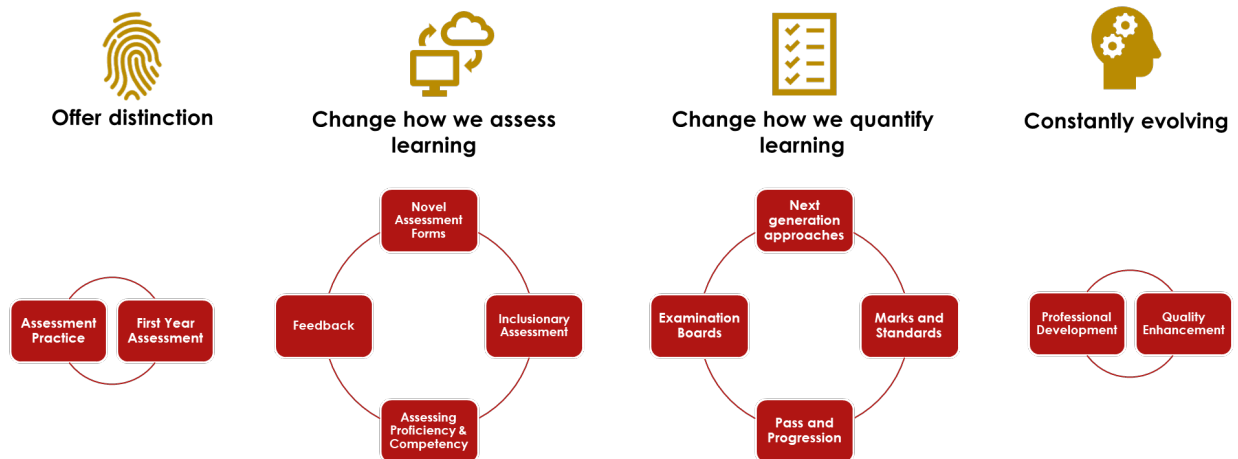 Offer distinction
Change how we assess
learning
Change how we quantify
learning
Constantly evolving
Assessment
Practice
First Year
Assessment
Novel
Assessment
Forms
Feedback
Inclusionary
Assessment
Assessing
Proficiency &
Competency
Next
generation
approaches
Examination
Boards
Marks and
Standards
Pass and
Progression
Professional
Development
Quality
Enhancement